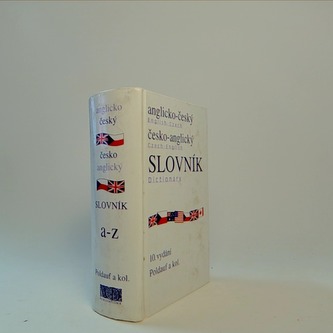 anglicko
český
česko
anglický
SLOVNÍK
a-z
Poldauf a kol.
anglicko-český
english-czech
česko-anglický
czech-english
SLOVNÍK
dictionary
10. vydání
Poldauf a kol.